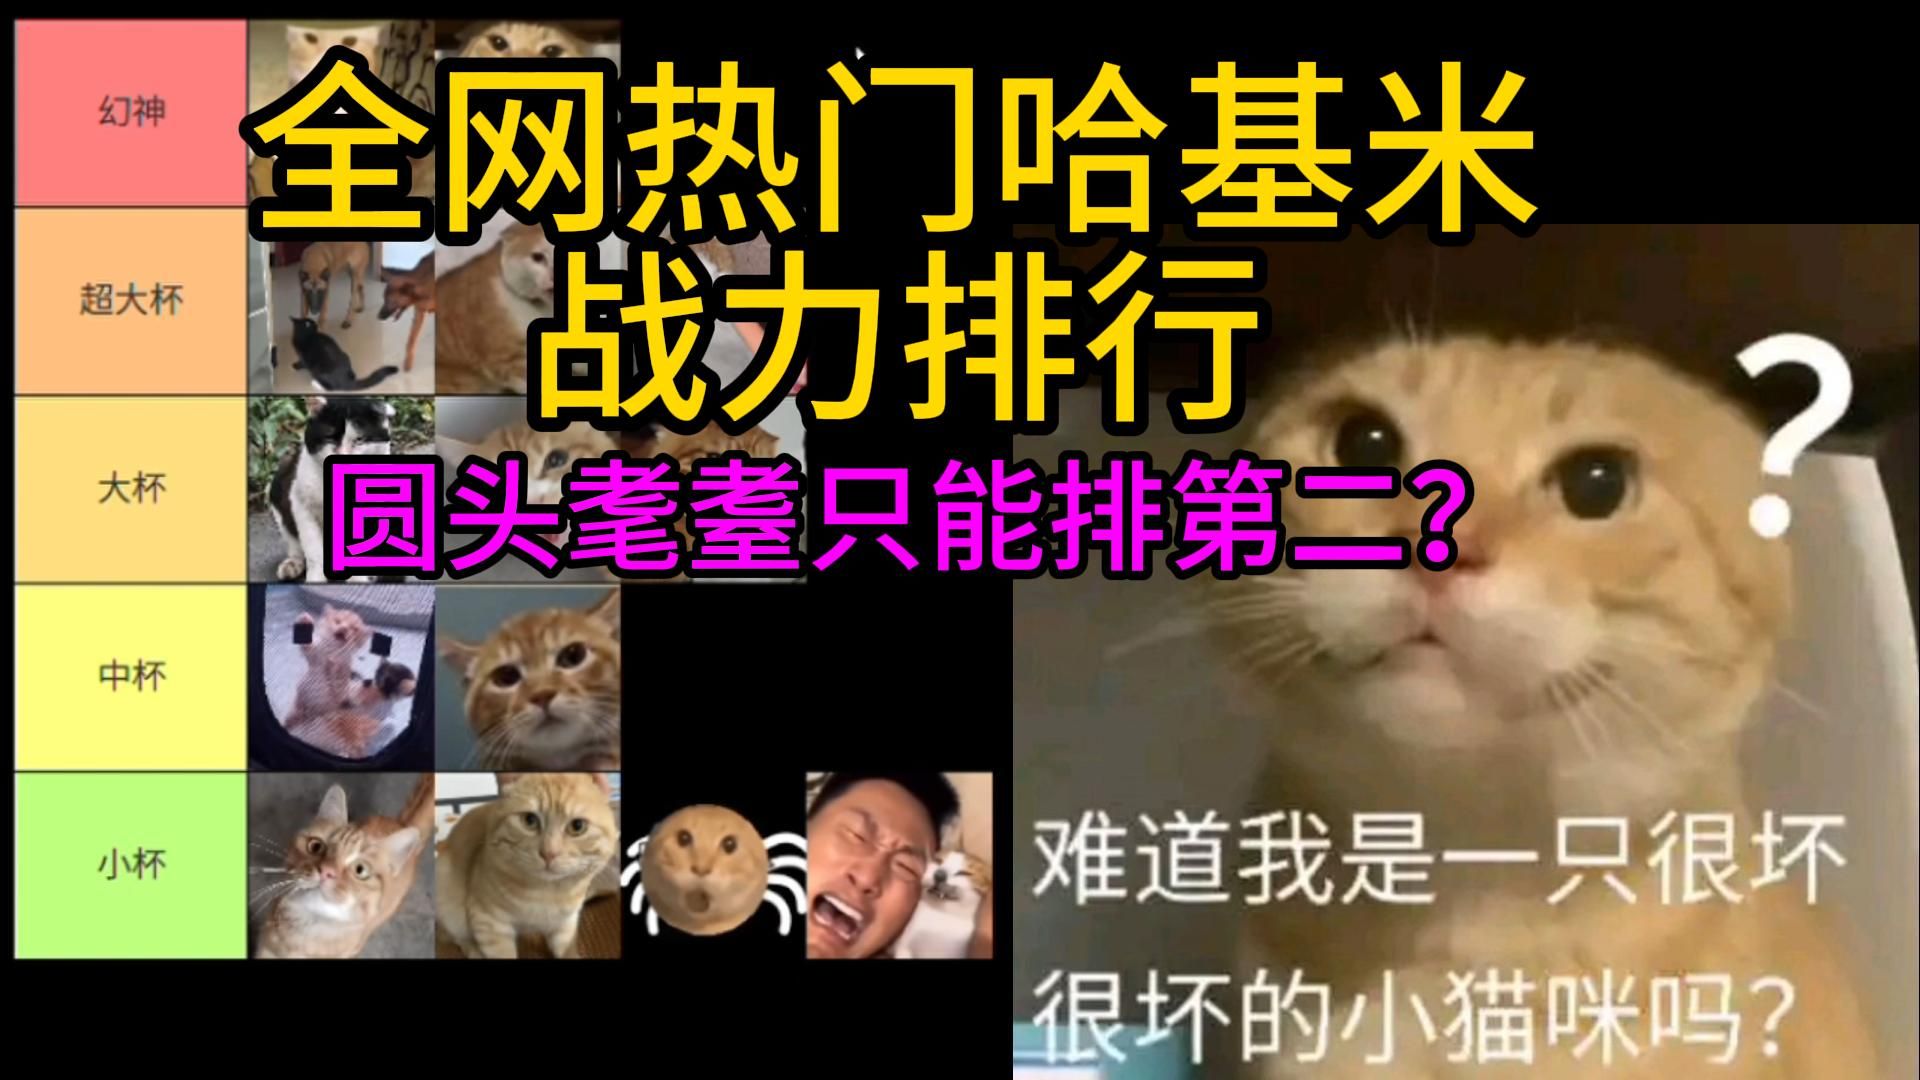 全网热门哈基米
战力排行
圆头耄耋只能排第二？
幻神
超大杯
大杯
中杯
小杯
？
难道我是一只很坏
很坏的小猫咪吗？